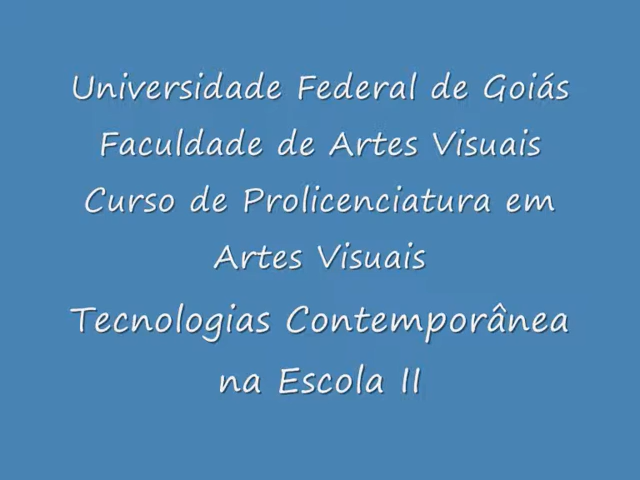 Universidade Federal de Goiás
Faculdade de Artes Visuais
Curso de Prolicenciatura em
Artes Visuais
Tecnologias Contemporânea
na Escola II